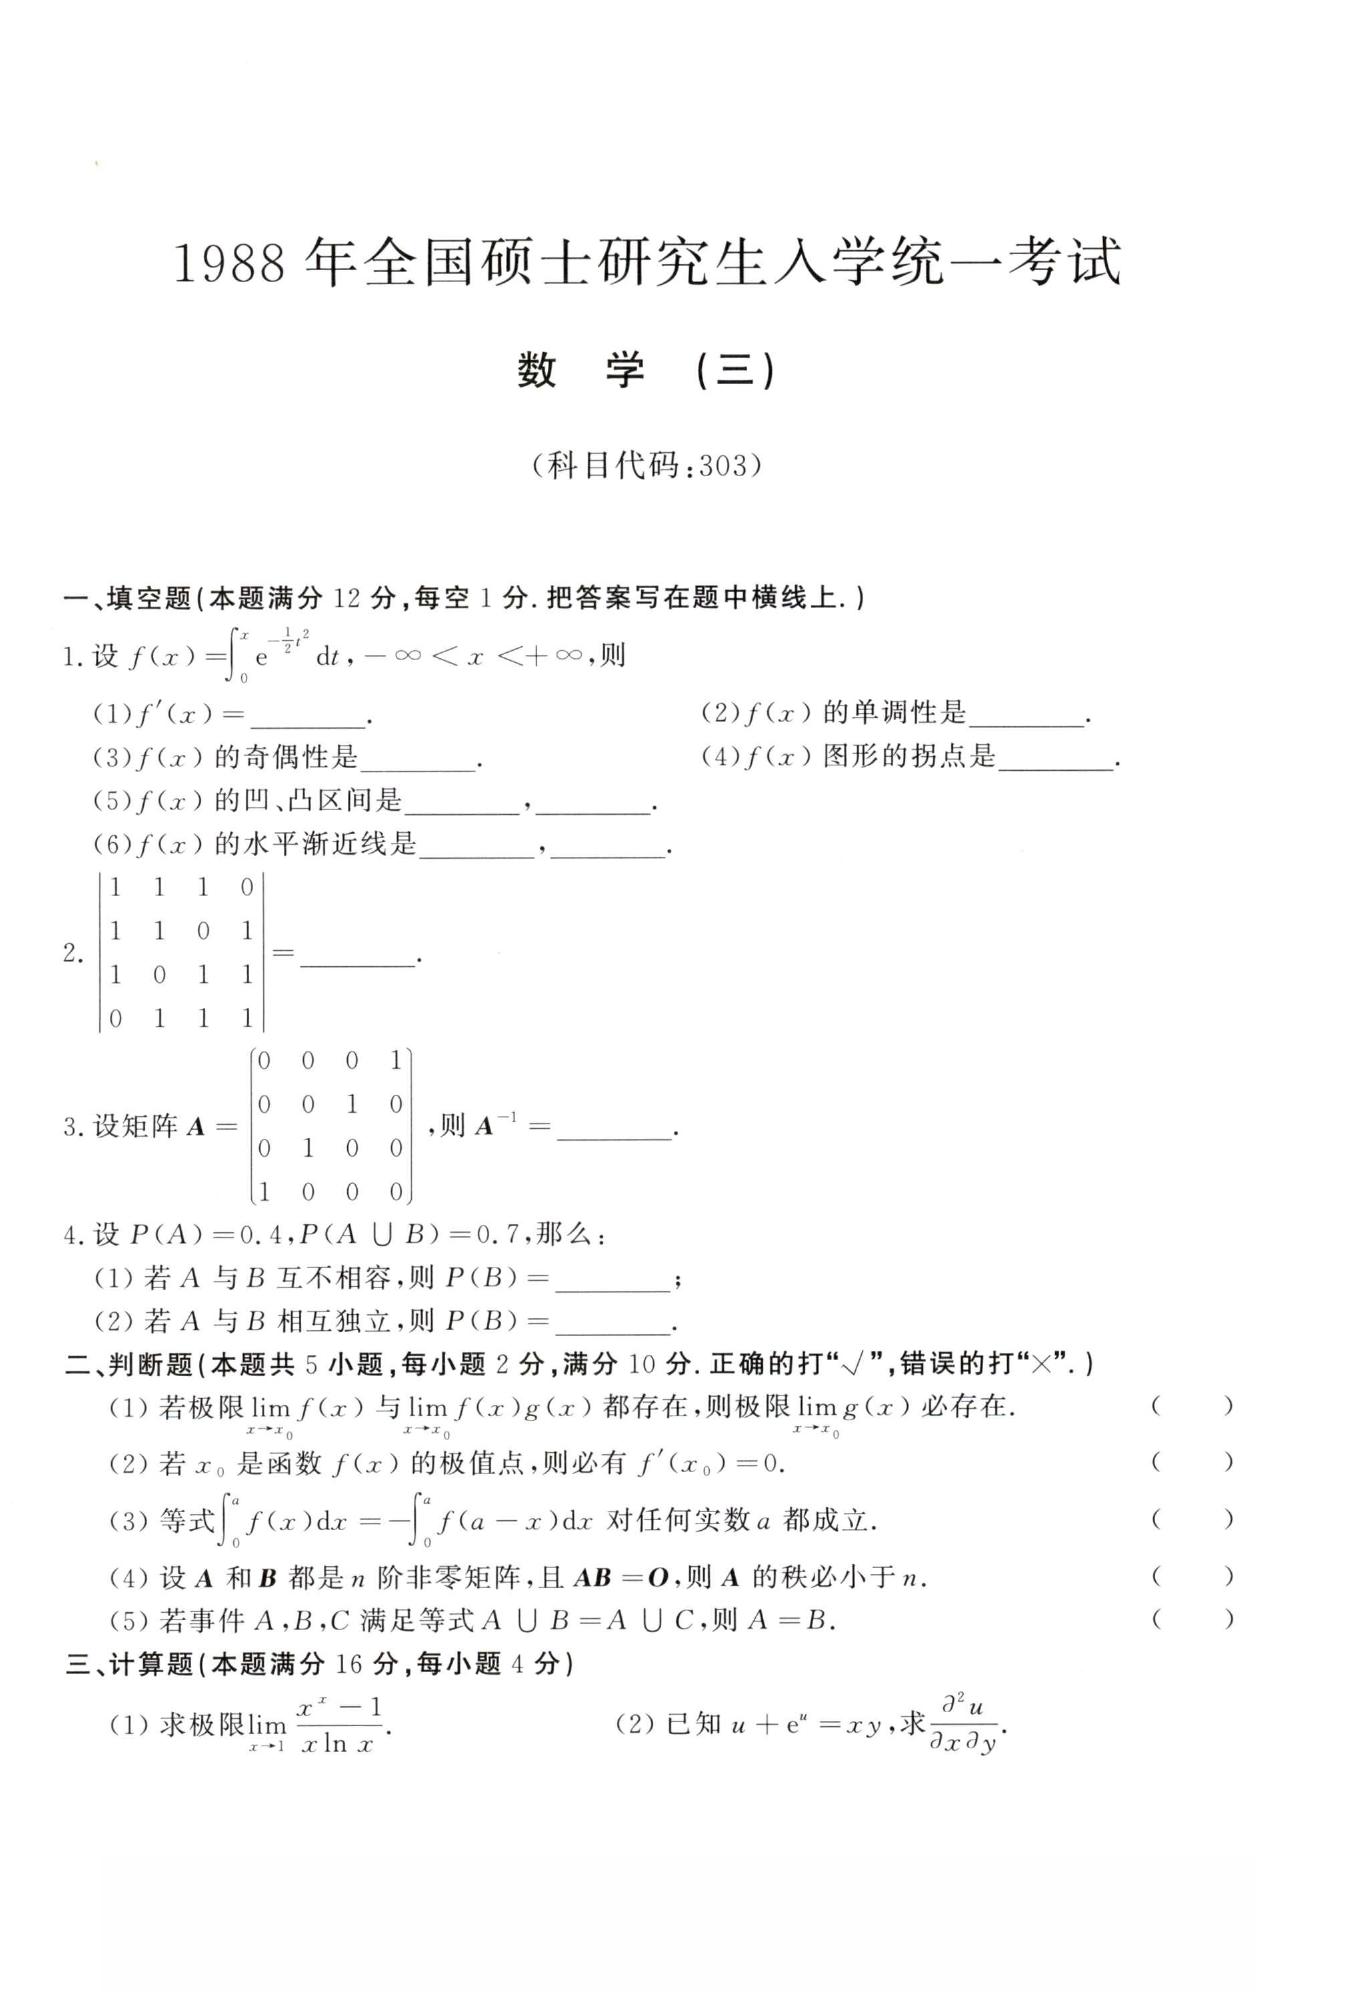 1988 年全国硕士研究生入学统一考试
数 学 (三)
(科目代码:303)
一、填空题(本题满分 12 分,每空 1 分.把答案写在题中横线上.)
1.设 $f(x)=\int_0^x e^{-\frac{1}{2}t^2}dt,-\infty<x<+\infty$,则
(1)$f'(x)=$________. (2)$f(x)$ 的单调性是________.
(3)$f(x)$ 的奇偶性是________. (4)$f(x)$ 图形的拐点是________.
(5)$f(x)$ 的凹、凸区间是________,________.
(6)$f(x)$ 的水平渐近线是________,________.
2. $\begin{vmatrix}1&1&1&0\\1&1&0&1\\1&0&1&1\\0&1&1&1\end{vmatrix}=$________.
3.设矩阵 $\boldsymbol{A}=\begin{pmatrix}0&0&0&1\\0&0&1&0\\0&1&0&0\\1&0&0&0\end{pmatrix}$,则 $\boldsymbol{A}^{-1}=$________.
4.设 $P(A)=0.4,P(A\cup B)=0.7$,那么:
(1) 若 A 与 B 互不相容,则 $P(B)=$________;
(2) 若 A 与 B 相互独立,则 $P(B)=$________.
二、判断题(本题共 5 小题,每小题 2 分,满分 10 分.正确的打“√”,错误的打“×”.)
(1) 若极限 $\lim_{x\to x_0}f(x)$ 与 $\lim_{x\to x_0}f(x)g(x)$ 都存在,则极限 $\lim_{x\to x_0}g(x)$ 必存在. ( )
(2) 若 $x_0$ 是函数 $f(x)$ 的极值点,则必有 $f'(x_0)=0$. ( )
(3) 等式 $\int_0^a f(x)dx=-\int_0^a f(a-x)dx$ 对任何实数 a 都成立. ( )
(4) 设 $\boldsymbol{A}$ 和 $\boldsymbol{B}$ 都是 n 阶非零矩阵,且 $\boldsymbol{AB}=\boldsymbol{O}$,则 $\boldsymbol{A}$ 的秩必小于 n. ( )
(5) 若事件 A,B,C 满足等式 $A\cup B=A\cup C$,则 $A=B$. ( )
三、计算题(本题满分 16 分,每小题 4 分)
(1) 求极限 $\lim_{x\to 1}\frac{x^x-1}{x\ln x}$. (2) 已知 $u+e^u=xy$,求 $\frac{\partial^2 u}{\partial x\partial y}$.